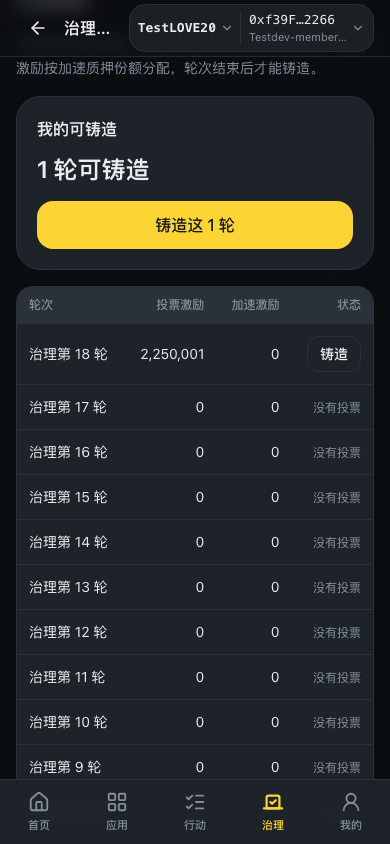 治理...
TestLOVE20
0xf39F...2266
Testdev-member...
激励按加速质押份额分配，轮次结束后才能铸造。
我的可铸造
1 轮可铸造
铸造这 1 轮
轮次 投票激励 加速激励 状态
治理第 18 轮 2,250,001 0 铸造
治理第 17 轮 0 0 没有投票
治理第 16 轮 0 0 没有投票
治理第 15 轮 0 0 没有投票
治理第 14 轮 0 0 没有投票
治理第 13 轮 0 0 没有投票
治理第 12 轮 0 0 没有投票
治理第 11 轮 0 0 没有投票
治理第 10 轮 0 0 没有投票
治理第 9 轮 0 0 没有投票
首页 应用 行动 治理 我的